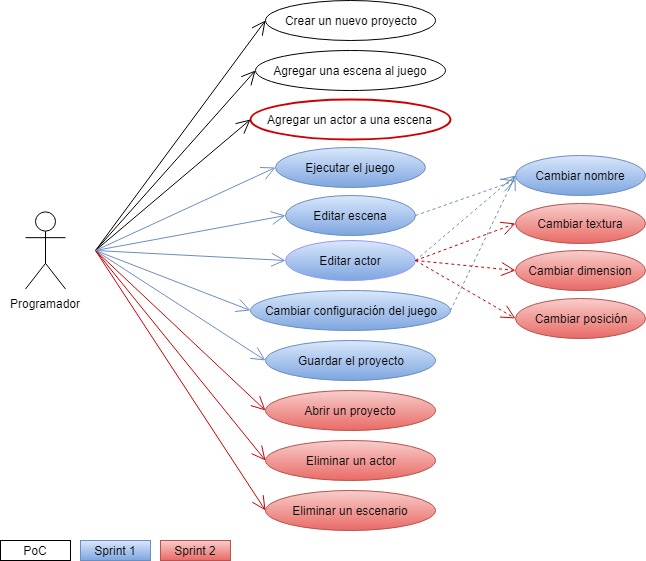 Crear un nuevo proyecto
Agregar una escena al juego
Agregar un actor a una escena
Ejecutar el juego
Cambiar nombre
Editar escena
Cambiar textura
Editar actor
Cambiar dimension
Programador
Cambiar configuración del juego
Cambiar posición
Guardar el proyecto
Abrir un proyecto
Eliminar un actor
Eliminar un escenario
PoC
Sprint 1
Sprint 2